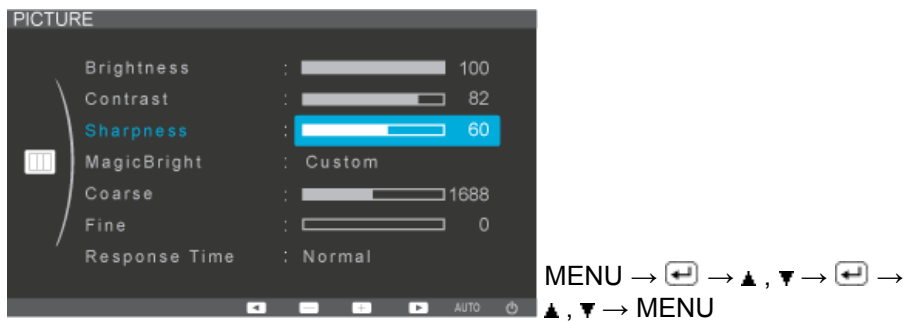 PICTURE
Brightness : 100
Contrast : 82
Sharpness : 60
MagicBright : Custom
Coarse : 1688
Fine : 0
Response Time : Normal
AUTO
MENU → ↵ → ▲ , ▼ → ↵ →
▲ , ▼ → MENU